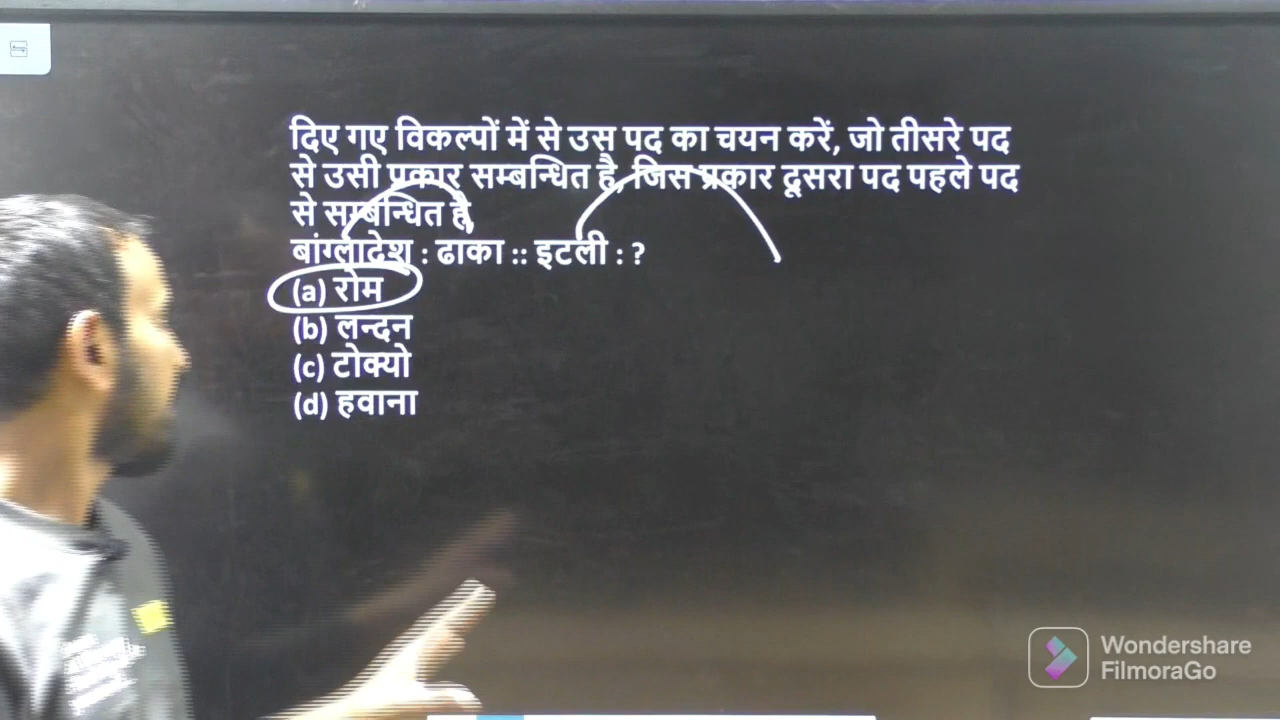 दिए गए विकल्पों में से उस पद का चयन करें, जो तीसरे पद
से उसी प्रकार सम्बन्धित है, जिस प्रकार दूसरा पद पहले पद
से सम्बन्धित है,
बांग्लादेश : ढाका :: इटली : ?
(a) रोम
(b) लन्दन
(c) टोक्यो
(d) हवाना
Wondershare
FilmoraGo